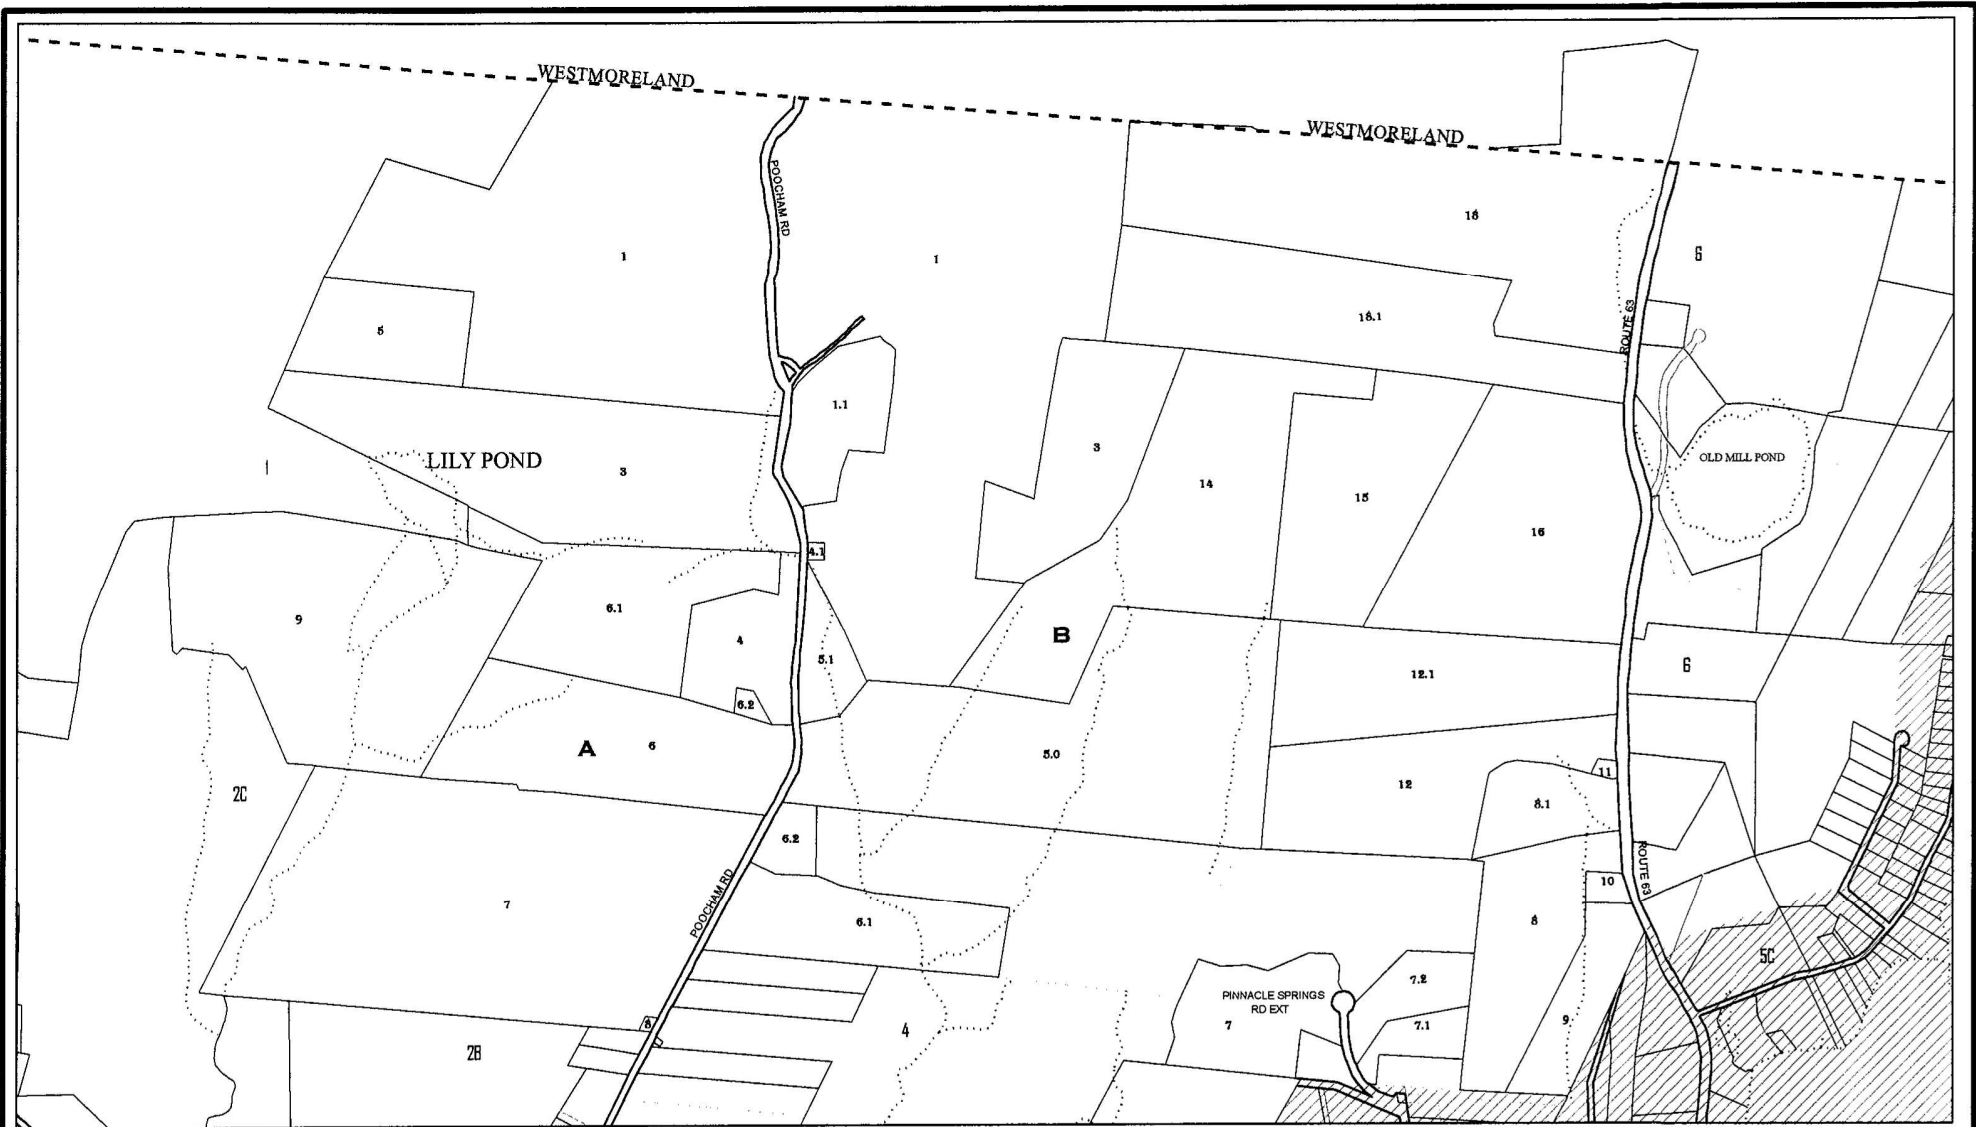 WESTMORELAND
WESTMORELAND
POOCHAM RD
18
6
1
1
ROUTE 63
18.1
5
1.1
3
LILY POND
3
1
14
15
OLD MILL POND
16
4.1
6.1
9
4
B
5.1
6
12.1
6.2
A
6
5.0
11
12
8.1
2C
6.2
ROUTE 63
10
POOCHAM RD
7
6.1
8
5C
7.2
PINNACLE SPRINGS
RD EXT
7
7.1
9
8
4
2B